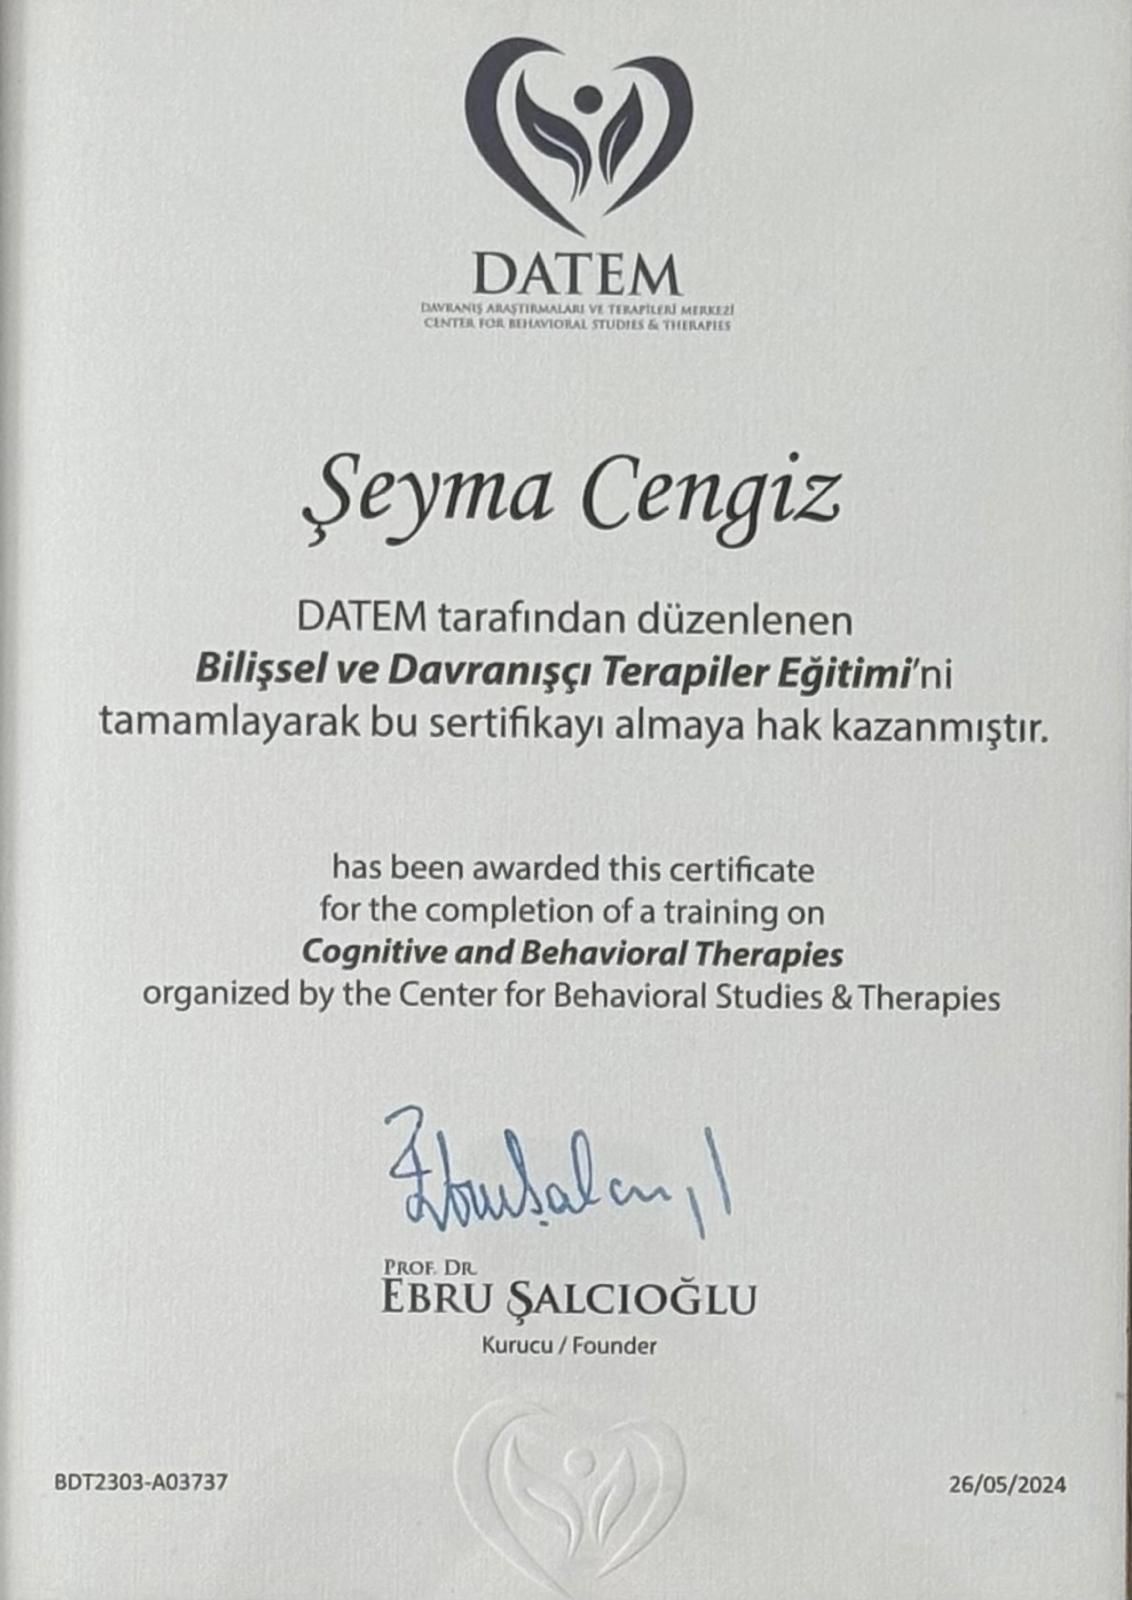 DATEM
DAVRANIŞ ARAŞTIRMALARI VE TERAPİLERİ MERKEZİ
CENTER FOR BEHAVIORAL STUDIES & THERAPIES
Şeyma Cengiz
DATEM tarafından düzenlenen
Bilişsel ve Davranışçı Terapiler Eğitimi'ni
tamamlayarak bu sertifikayı almaya hak kazanmıştır.
has been awarded this certificate
for the completion of a training on
Cognitive and Behavioral Therapies
organized by the Center for Behavioral Studies & Therapies
PROF. DR.
EBRU ŞALCIOĞLU
Kurucu / Founder
BDT2303-A03737
26/05/2024